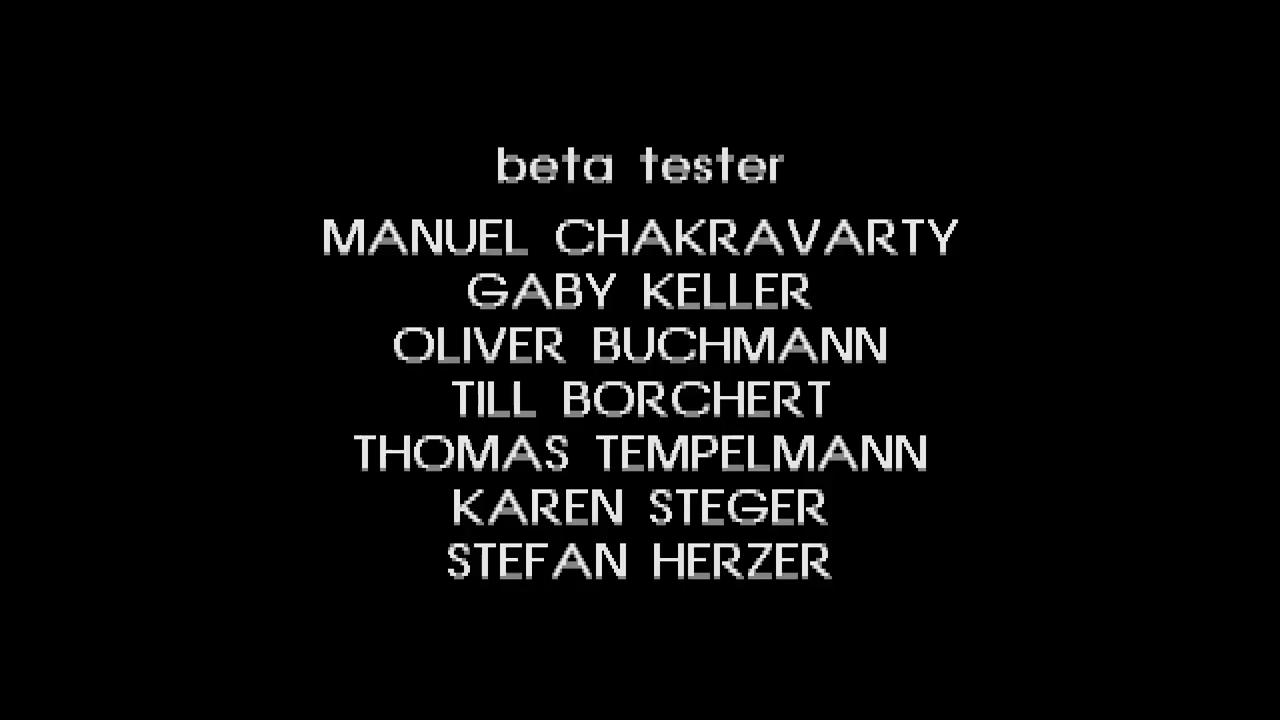 beta tester
MANUEL CHAKRAVARTY
GABY KELLER
OLIVER BUCHMANN
TILL BORCHERT
THOMAS TEMPELMANN
KAREN STEGER
STEFAN HERZER